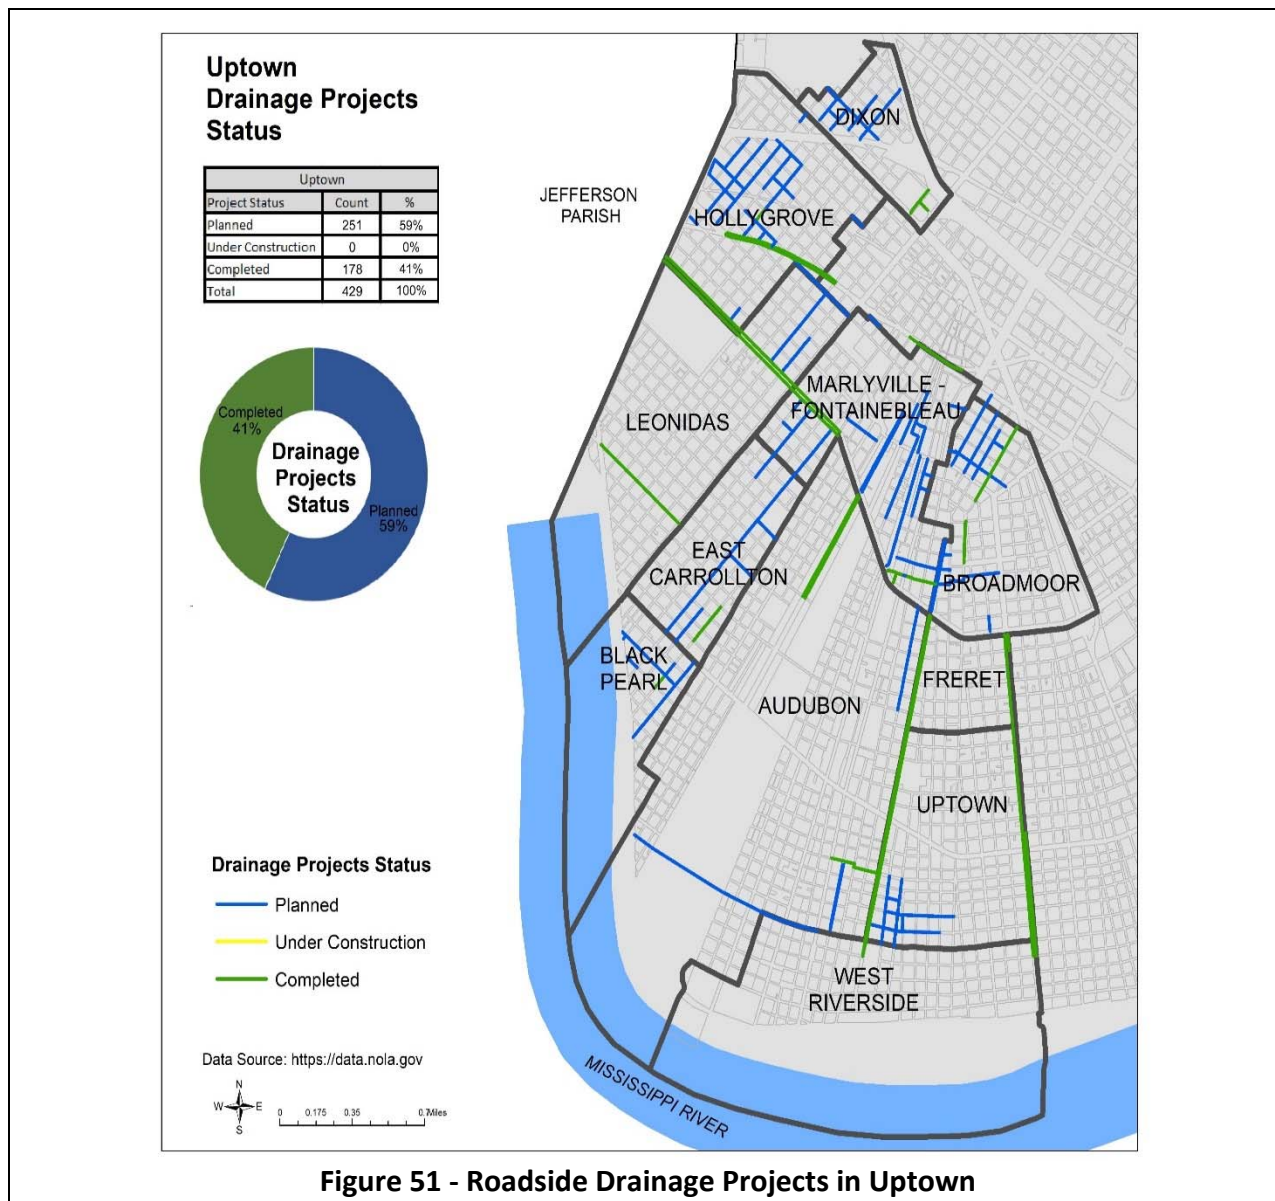 Uptown
Drainage Projects
Status
Uptown
Project Status Count %
Planned 251 59%
Under Construction 0 0%
Completed 178 41%
Total 429 100%
Completed
41%
Drainage
Projects
Status
Planned
59%
JEFFERSON
PARISH
DIXON
HOLLYGROVE
MARLYVILLE -
FONTAINEBLEAU
LEONIDAS
EAST
CARROLLTON
BROADMOOR
BLACK
PEARL
FRERET
AUDUBON
UPTOWN
WEST
RIVERSIDE
MISSISSIPPI RIVER
Drainage Projects Status
Planned
Under Construction
Completed
Data Source: https://data.nola.gov
N
W E
S
0 0.175 0.35 0.7 Miles
Figure 51 - Roadside Drainage Projects in Uptown